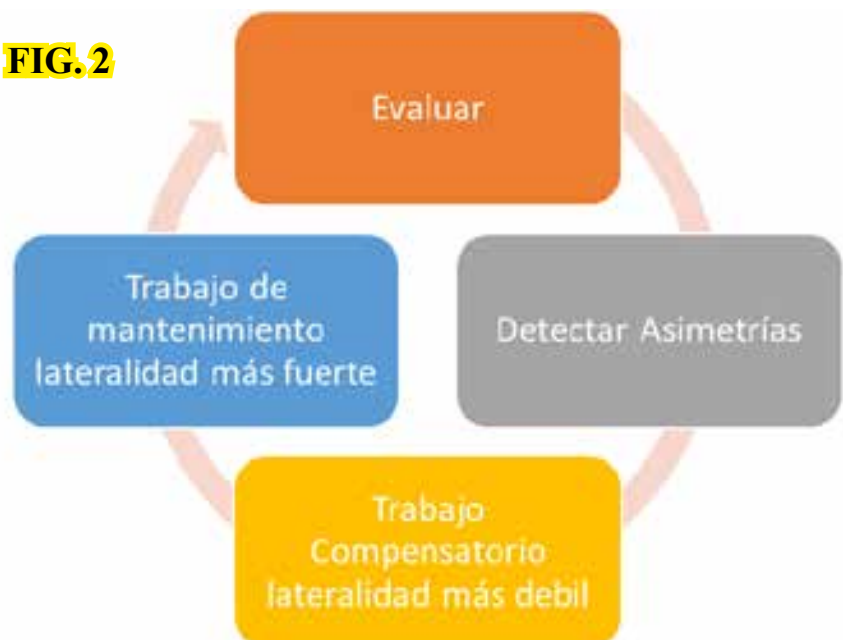 FIG. 2
Evaluar
Detectar Asimetrías
Trabajo
Compensatorio
lateralidad más debil
Trabajo de
mantenimiento
lateralidad más fuerte